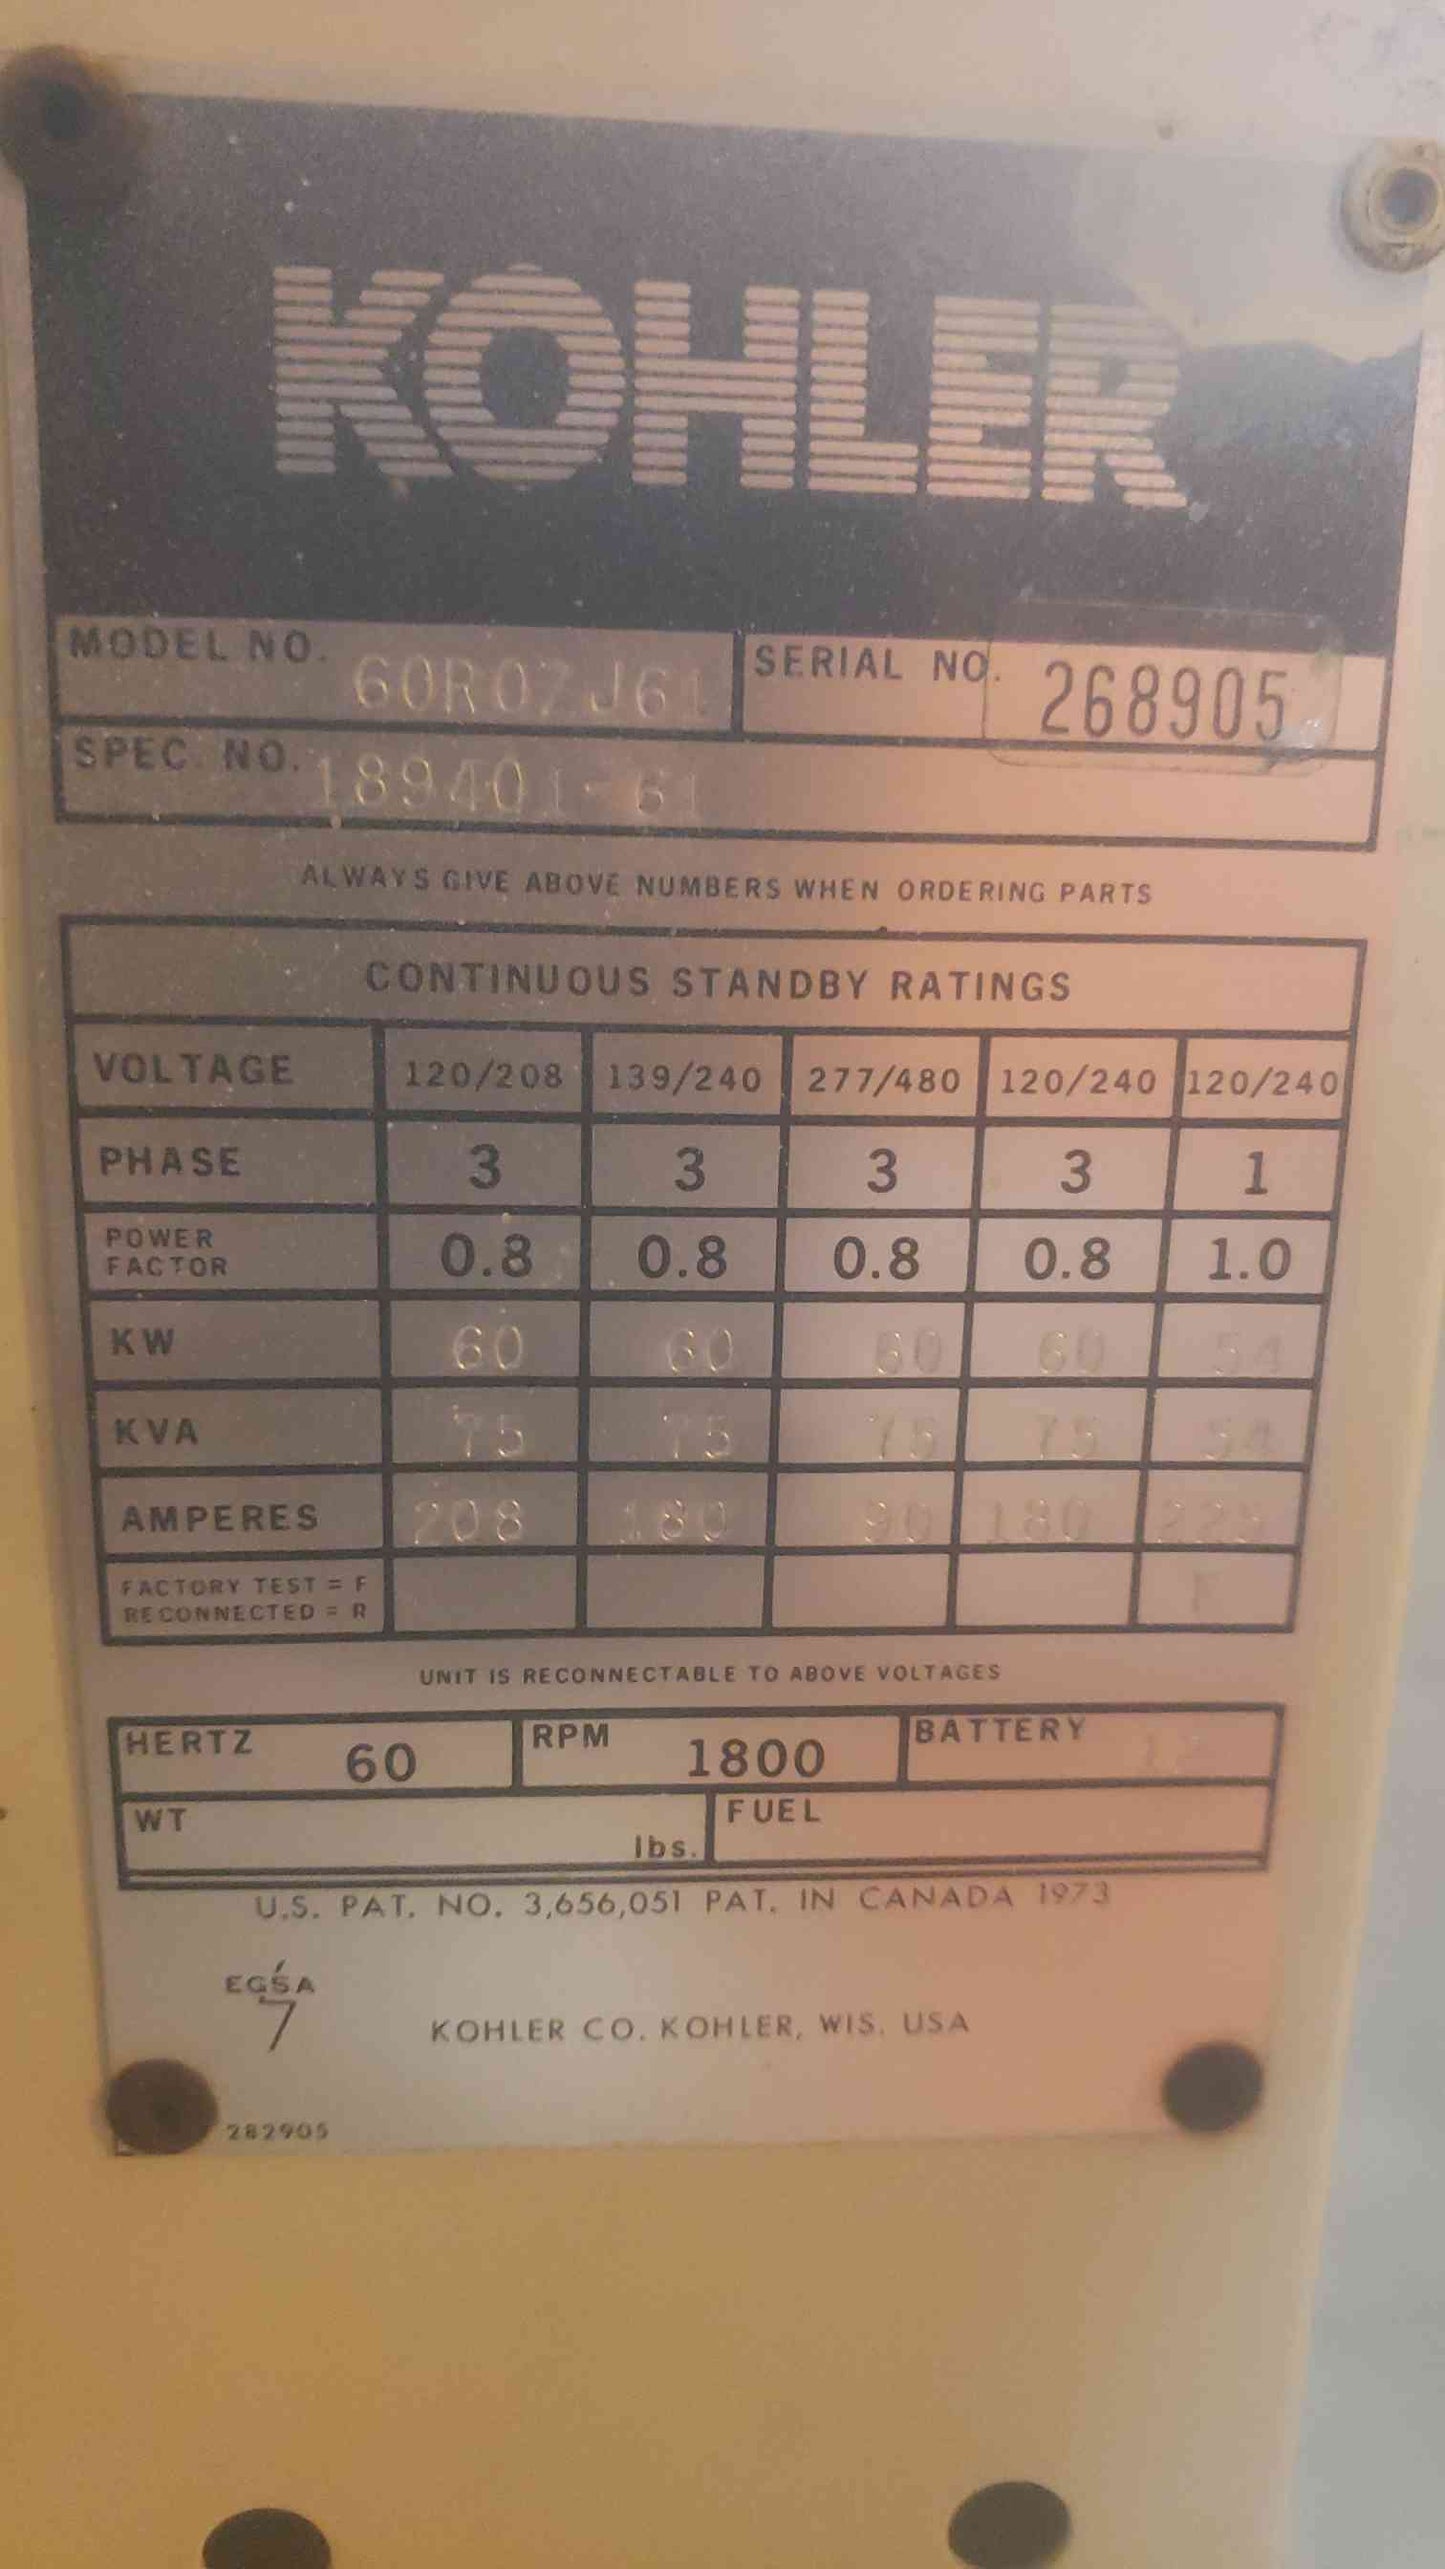 KOHLER
MODEL NO. 60R0ZJ61 SERIAL NO. 268905
SPEC. NO. 189401-61
ALWAYS GIVE ABOVE NUMBERS WHEN ORDERING PARTS
CONTINUOUS STANDBY RATINGS
VOLTAGE 120/208 139/240 277/480 120/240 120/240
PHASE 3 3 3 3 1
POWER FACTOR 0.8 0.8 0.8 0.8 1.0
KW 60 60 60 60 54
KVA 75 75 75 75 54
AMPERES 208 180 90 180 225
FACTORY TEST = F F
RECONNECTED = R
UNIT IS RECONNECTABLE TO ABOVE VOLTAGES
HERTZ 60 RPM 1800 BATTERY 12
WT lbs. FUEL
U.S. PAT. NO. 3,656,051 PAT. IN CANADA 1973
EGSA
7
KOHLER CO. KOHLER, WIS. USA
282905